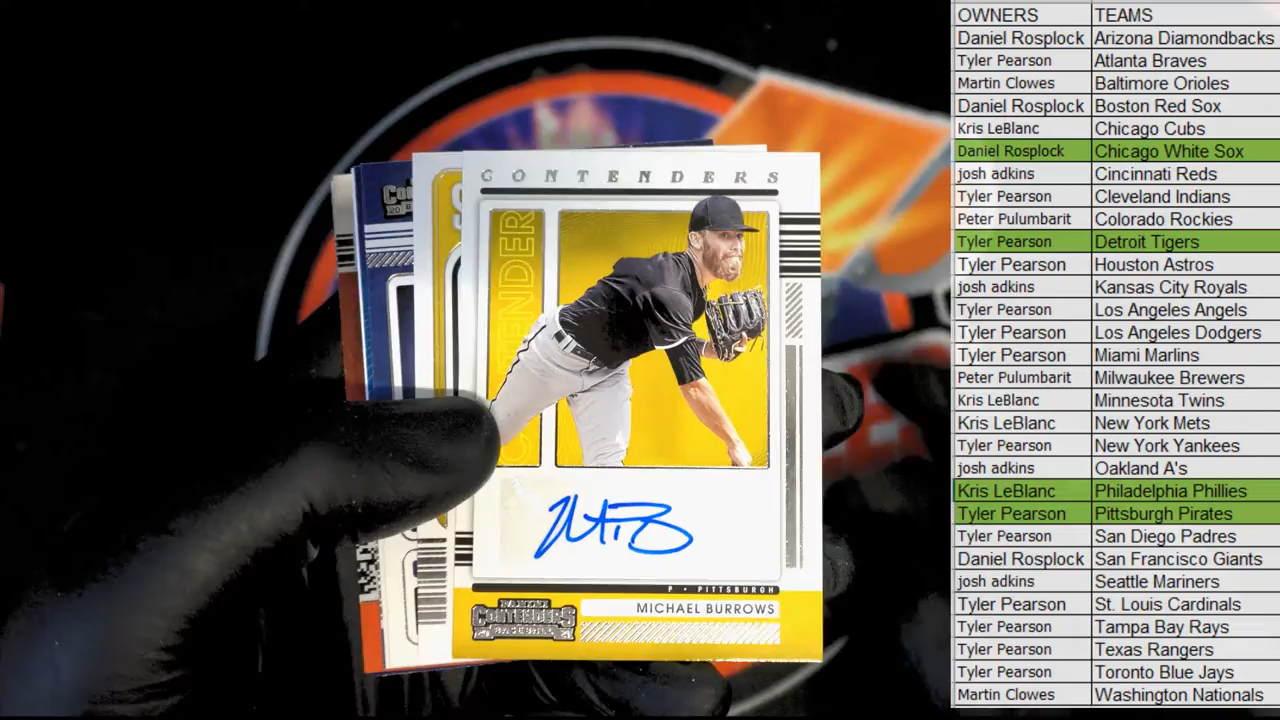 CONTENDERS
CONTENDER
P • PITTSBURGH
MICHAEL BURROWS
PANINI
CONTENDERS
BASEBALL
20 21
OWNERS TEAMS
Daniel Rosplock Arizona Diamondbacks
Tyler Pearson Atlanta Braves
Martin Clowes Baltimore Orioles
Daniel Rosplock Boston Red Sox
Kris LeBlanc Chicago Cubs
Daniel Rosplock Chicago White Sox
josh adkins Cincinnati Reds
Tyler Pearson Cleveland Indians
Peter Pulumbarit Colorado Rockies
Tyler Pearson Detroit Tigers
Tyler Pearson Houston Astros
josh adkins Kansas City Royals
Tyler Pearson Los Angeles Angels
Tyler Pearson Los Angeles Dodgers
Tyler Pearson Miami Marlins
Peter Pulumbarit Milwaukee Brewers
Kris LeBlanc Minnesota Twins
Kris LeBlanc New York Mets
Tyler Pearson New York Yankees
josh adkins Oakland A's
Kris LeBlanc Philadelphia Phillies
Tyler Pearson Pittsburgh Pirates
Tyler Pearson San Diego Padres
Daniel Rosplock San Francisco Giants
josh adkins Seattle Mariners
Tyler Pearson St. Louis Cardinals
Tyler Pearson Tampa Bay Rays
Tyler Pearson Texas Rangers
Tyler Pearson Toronto Blue Jays
Martin Clowes Washington Nationals